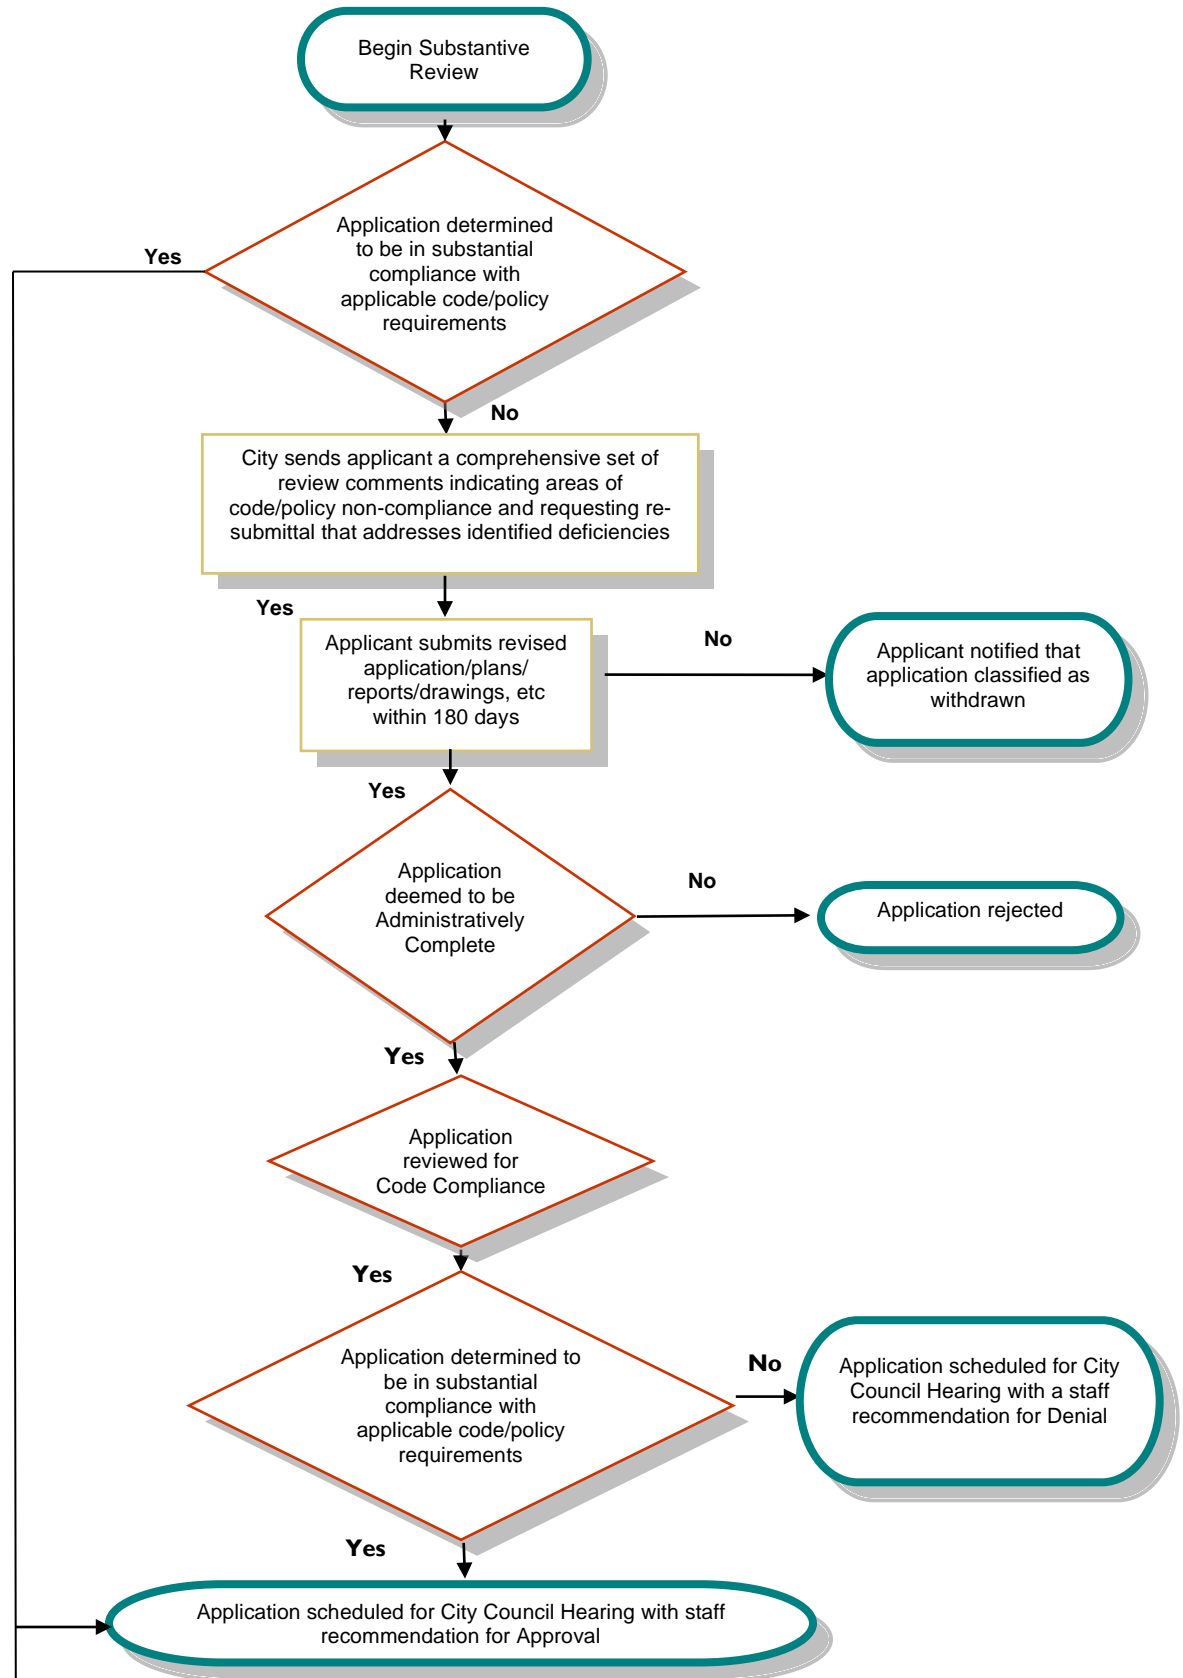 Begin Substantive
Review
Application determined
to be in substantial
compliance with
applicable code/policy
requirements
Yes
No
City sends applicant a comprehensive set of
review comments indicating areas of
code/policy non-compliance and requesting re-
submittal that addresses identified deficiencies
Yes
Applicant submits revised
application/plans/
reports/drawings, etc
within 180 days
No
Applicant notified that
application classified as
withdrawn
Yes
Application
deemed to be
Administratively
Complete
No
Application rejected
Yes
Application
reviewed for
Code Compliance
Yes
Application determined to
be in substantial
compliance with
applicable code/policy
requirements
No
Application scheduled for City
Council Hearing with a staff
recommendation for Denial
Yes
Application scheduled for City Council Hearing with staff
recommendation for Approval